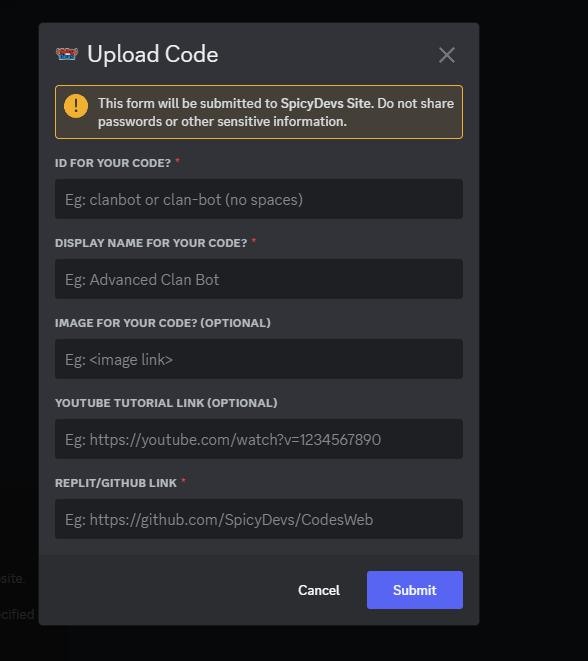 Upload Code
This form will be submitted to SpicyDevs Site. Do not share
passwords or other sensitive information.
ID FOR YOUR CODE? *
Eg: clanbot or clan-bot (no spaces)
DISPLAY NAME FOR YOUR CODE? *
Eg: Advanced Clan Bot
IMAGE FOR YOUR CODE? (OPTIONAL)
Eg: <image link>
YOUTUBE TUTORIAL LINK (OPTIONAL)
Eg: https://youtube.com/watch?v=1234567890
REPLIT/GITHUB LINK *
Eg: https://github.com/SpicyDevs/CodesWeb
site.
Cancel
Submit
cified